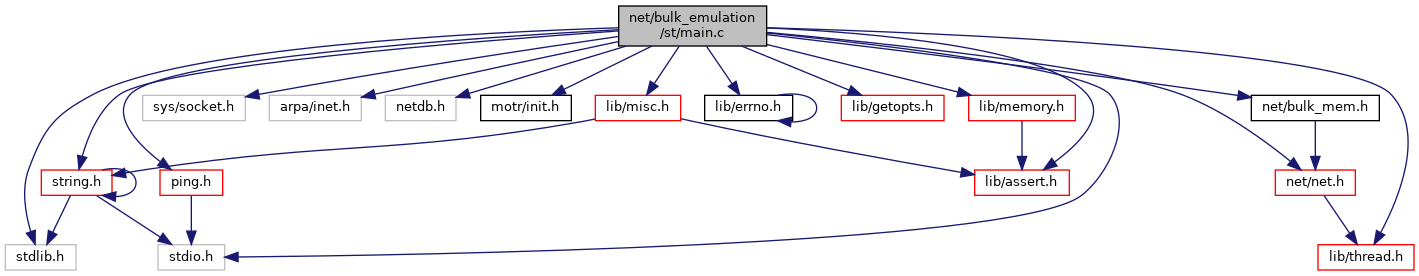 net/bulk_emulation
/st/main.c
sys/socket.h
arpa/inet.h
netdb.h
motr/init.h
lib/misc.h
lib/errno.h
lib/getopts.h
lib/memory.h
net/bulk_mem.h
string.h
ping.h
lib/assert.h
net/net.h
stdlib.h
stdio.h
lib/thread.h